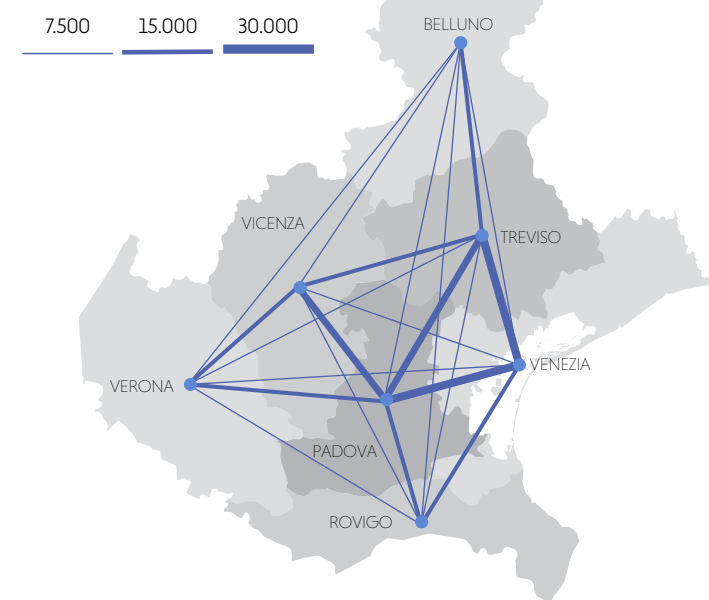 7.500 15.000 30.000
BELLUNO
VICENZA
TREVISO
VENEZIA
VERONA
PADOVA
ROVIGO